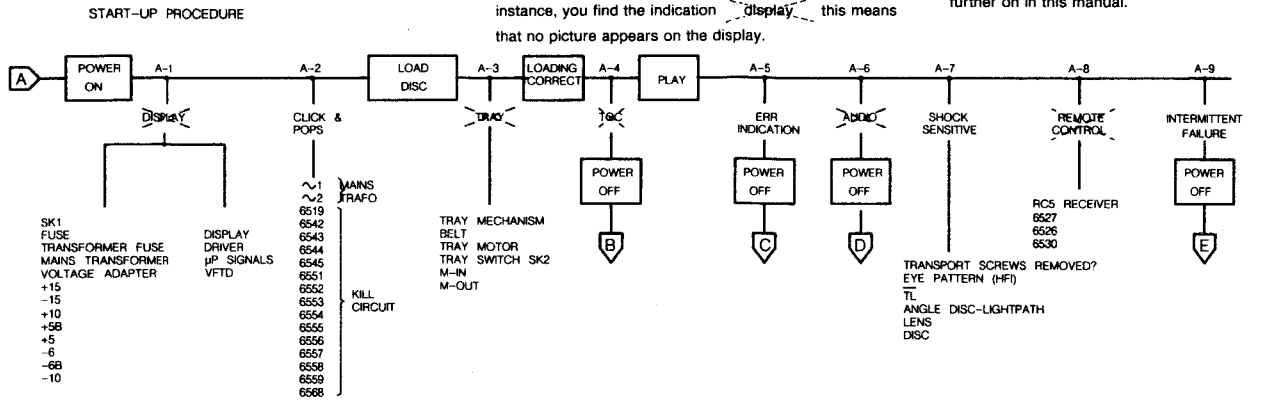 START-UP PROCEDURE
instance, you find the indication display this means
that no picture appears on the display.
further on in this manual.
A
POWER ON
A-1
A-2
LOAD DISC
A-3
LOADING CORRECT
A-4
PLAY
A-5
A-6
A-7
A-8
A-9
DISPLAY
SK1
FUSE
TRANSFORMER FUSE
MAINS TRANSFORMER
VOLTAGE ADAPTER
+15
-15
+10
+5B
+5
-6
-6B
-10
DISPLAY
DRIVER
µP SIGNALS
VFTD
CLICK &
POPS
~1
~2
MAINS
TRAFO
6519
6542
6543
6544
6545
6551
6552
6553
6554
6555
6556
6557
6558
6559
6568
KILL
CIRCUIT
TRAY
TRAY MECHANISM
BELT
TRAY MOTOR
TRAY SWITCH SK2
M-IN
M-OUT
TOC
POWER
OFF
B
ERR
INDICATION
POWER
OFF
C
AUDIO
POWER
OFF
D
SHOCK
SENSITIVE
TRANSPORT SCREWS REMOVED?
EYE PATTERN (HFI)
TL
ANGLE DISC-LIGHTPATH
LENS
DISC
REMOTE
CONTROL
RC5 RECEIVER
6527
6526
6530
INTERMITTENT
FAILURE
POWER
OFF
E